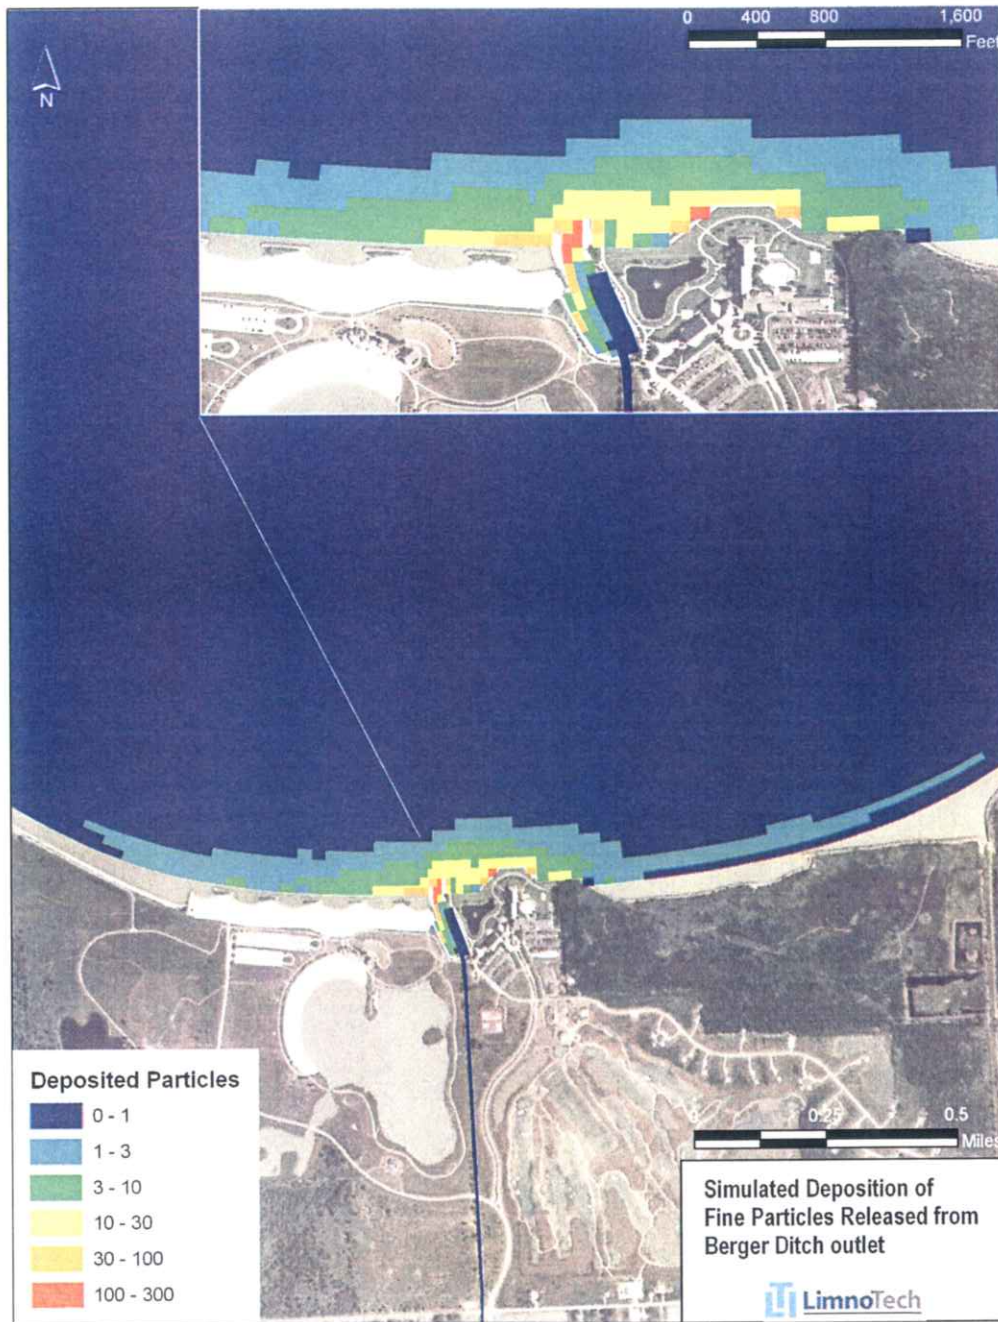 0 400 800 1,600
Feet
N
Deposited Particles
0 - 1
1 - 3
3 - 10
10 - 30
30 - 100
100 - 300
0 0.25 0.5
Miles
Simulated Deposition of
Fine Particles Released from
Berger Ditch outlet
LimnoTech